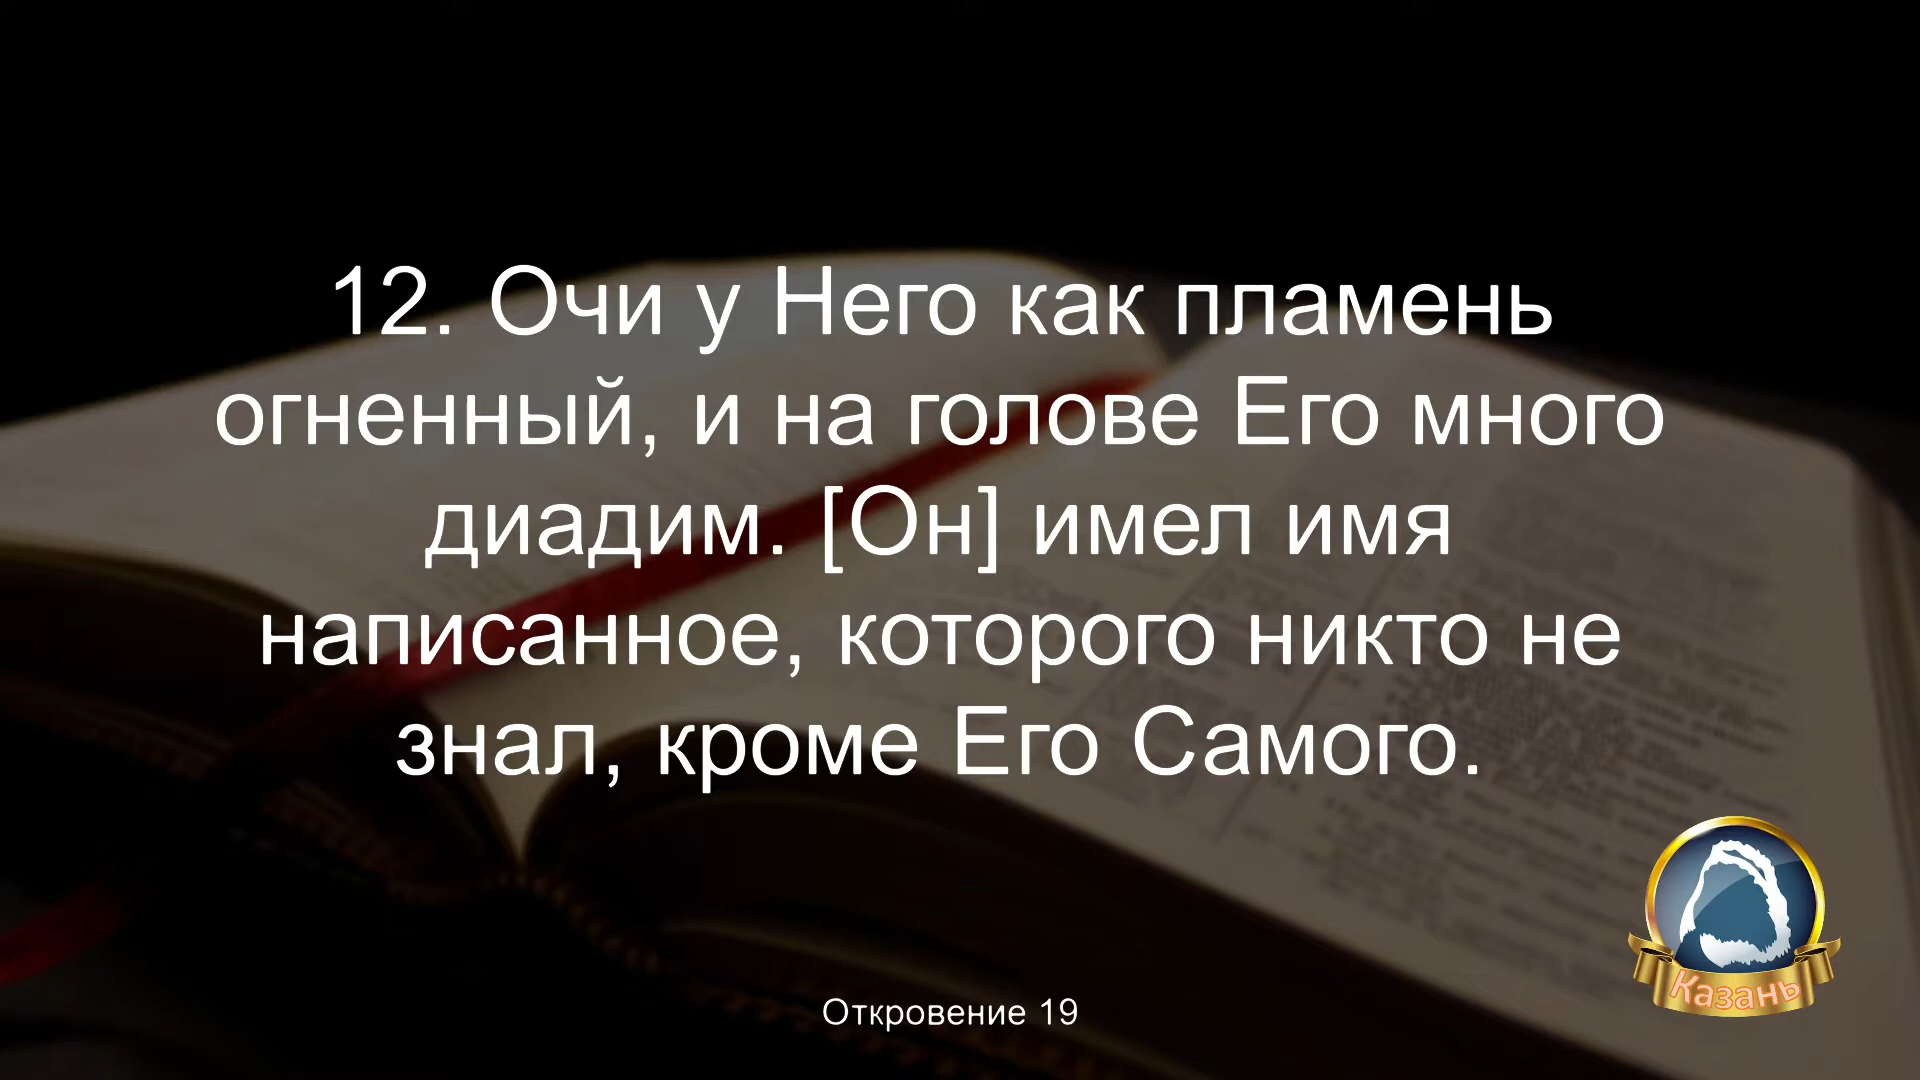 12. Очи у Него как пламень
огненный, и на голове Его много
диадим. [Он] имел имя
написанное, которого никто не
знал, кроме Его Самого.
Казань
Откровение 19